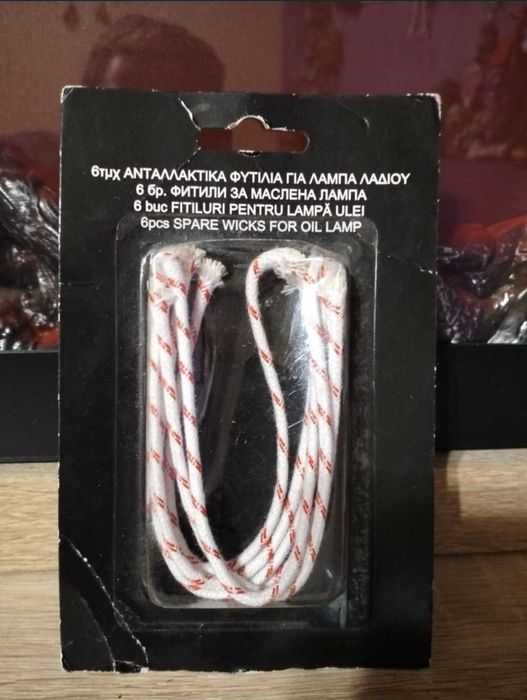 6τμχ ΑΝΤΑΛΛΑΚΤΙΚΑ ΦΥΤΙΛΙΑ ΓΙΑ ΛΑΜΠΑ ΛΑΔΙΟΥ
6 бр. ФИТИЛИ ЗА МАСЛЕНА ЛАМПА
6 buc FITILURI PENTRU LAMPĂ ULEI
6pcs SPARE WICKS FOR OIL LAMP